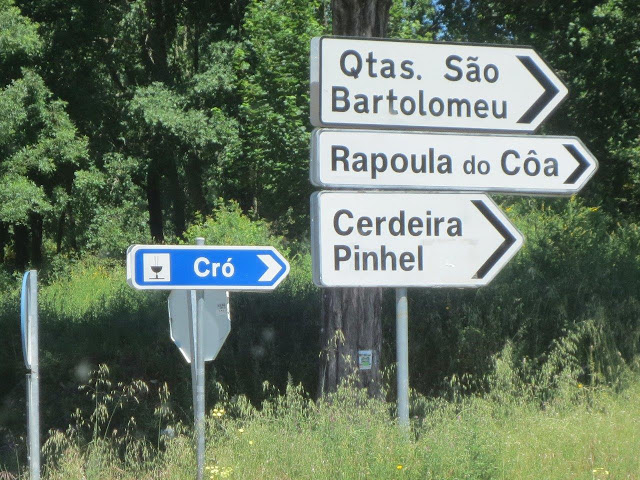 Qtas. São
Bartolomeu
Rapoula do Côa
Cerdeira
Pinhel
Cró